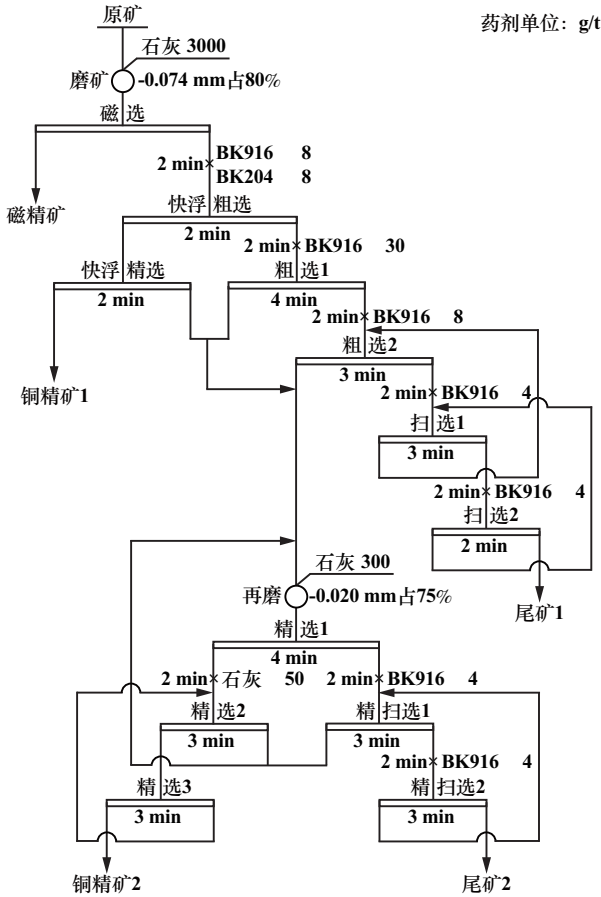 原矿
药剂单位：g/t
石灰 3000
磨矿 -0.074 mm占80%
磁选
2 min BK916 8
BK204 8
磁精矿
快浮粗选
2 min
2 min BK916 30
快浮精选
粗选1
2 min
4 min
2 min BK916 8
粗选2
3 min
铜精矿1
2 min BK916 4
扫选1
3 min
2 min BK916 4
扫选2
2 min
石灰 300
再磨 -0.020 mm占75%
尾矿1
精选1
4 min
2 min 石灰 50
2 min BK916 4
精选2
精扫选1
3 min
3 min
2 min BK916 4
精选3
精扫选2
3 min
3 min
铜精矿2
尾矿2